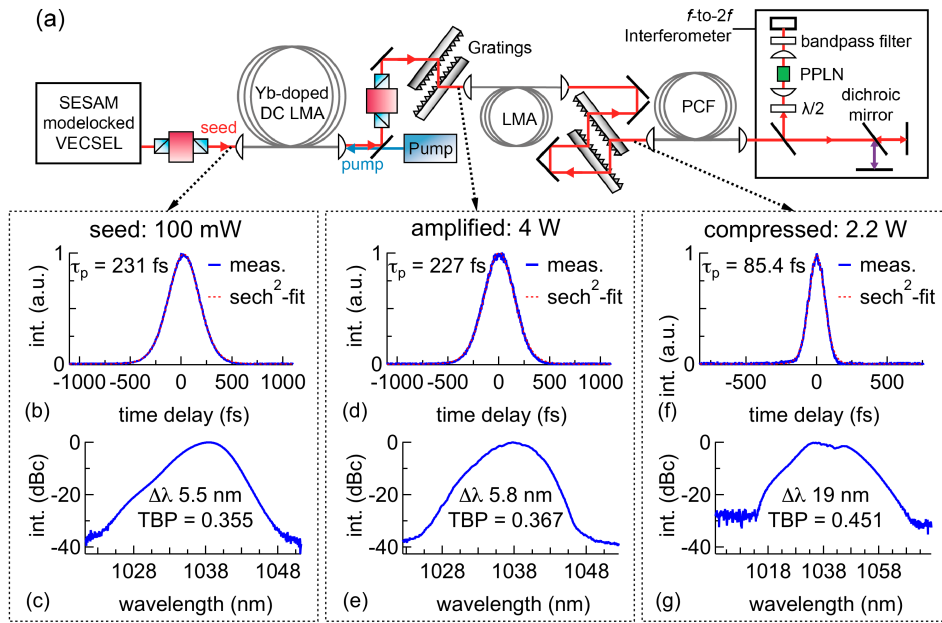 (a)
SESAM
modelocked
VECSEL
seed
Yb-doped
DC LMA
pump
Pump
Gratings
LMA
PCF
f-to-2f
Interferometer
bandpass filter
PPLN
λ/2
dichroic
mirror
seed: 100 mW
τp = 231 fs
meas.
sech²-fit
int. (a.u.)
1
0
-1000 -500 0 500 1000
(b) time delay (fs)
int. (dBc)
0
-20
-40
Δλ 5.5 nm
TBP = 0.355
1028 1038 1048
(c) wavelength (nm)
amplified: 4 W
τp = 227 fs
meas.
sech²-fit
int. (a.u.)
1
0
-1000 -500 0 500 1000
(d) time delay (fs)
int. (dBc)
0
-20
-40
Δλ 5.8 nm
TBP = 0.367
1028 1038 1048
(e) wavelength (nm)
compressed: 2.2 W
τp = 85.4 fs
meas.
sech²-fit
int. (a.u.)
1
0
-500 0 500
(f) time delay (fs)
int. (dBc)
0
-20
-40
Δλ 19 nm
TBP = 0.451
1018 1038 1058
(g) wavelength (nm)